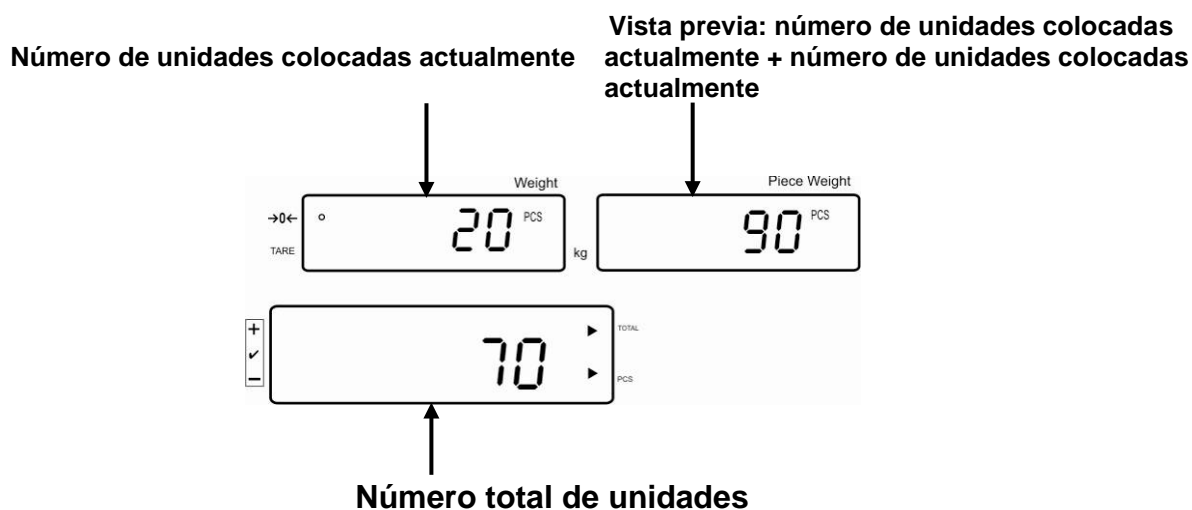 Vista previa: número de unidades colocadas
Número de unidades colocadas actualmente
actualmente + número de unidades colocadas
actualmente
Weight
Piece Weight
→0←
20 PCS
90 PCS
TARE
kg
+
✓
−
70
TOTAL
PCS
Número total de unidades